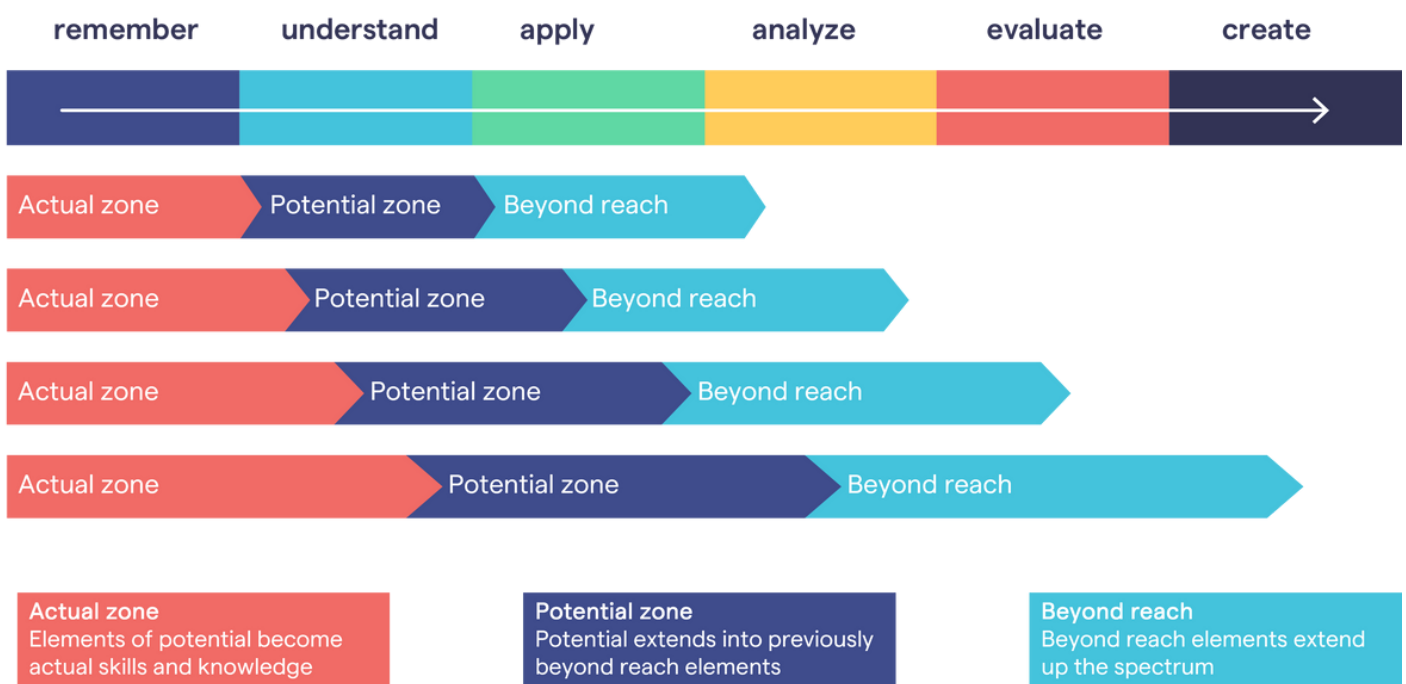 remember understand apply analyze evaluate create
Actual zone Potential zone Beyond reach
Actual zone Potential zone Beyond reach
Actual zone Potential zone Beyond reach
Actual zone Potential zone Beyond reach
Actual zone
Elements of potential become
actual skills and knowledge
Potential zone
Potential extends into previously
beyond reach elements
Beyond reach
Beyond reach elements extend
up the spectrum